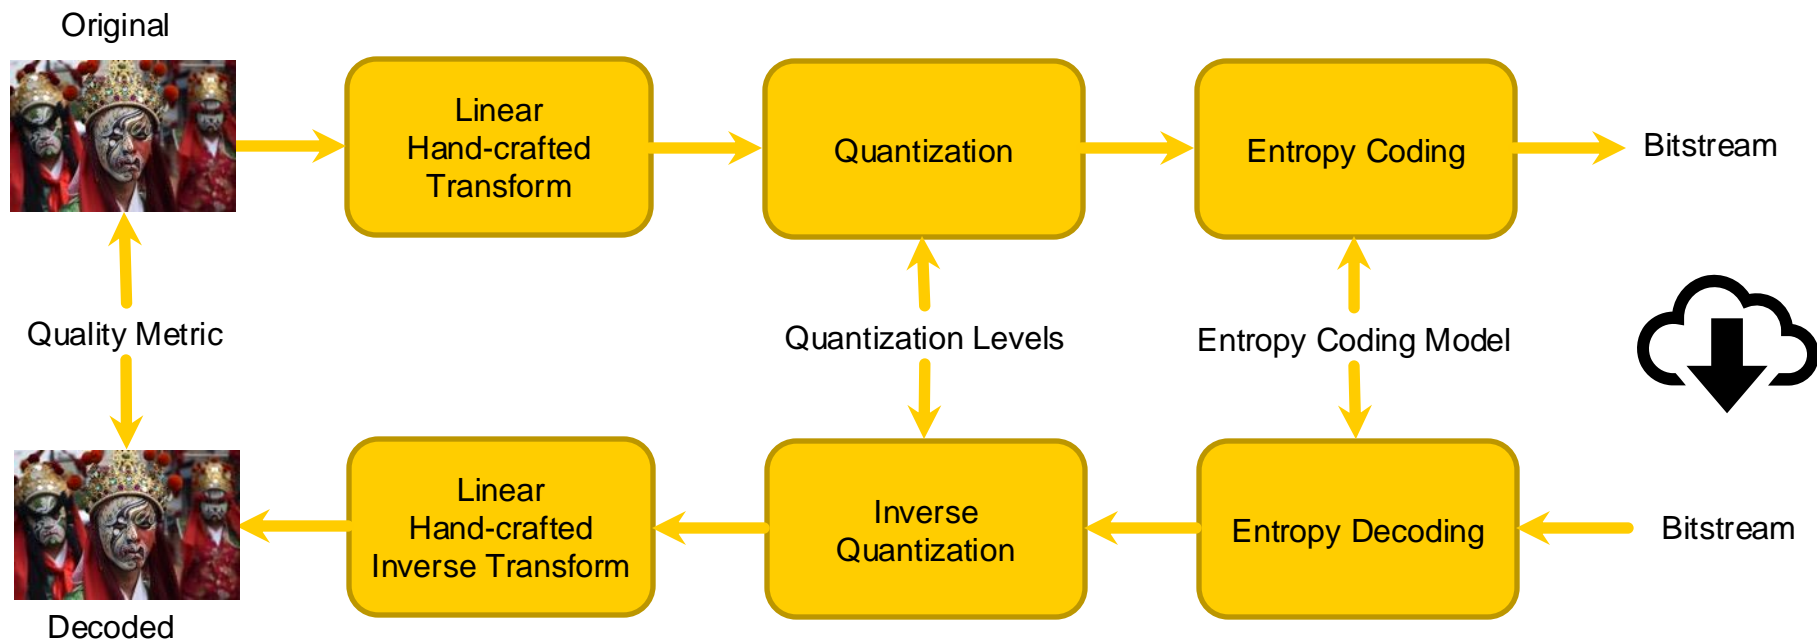 Original
Linear
Hand-crafted
Transform
Quantization
Entropy Coding
Bitstream
Quality Metric
Quantization Levels
Entropy Coding Model
Linear
Hand-crafted
Inverse Transform
Inverse
Quantization
Entropy Decoding
Bitstream
Decoded